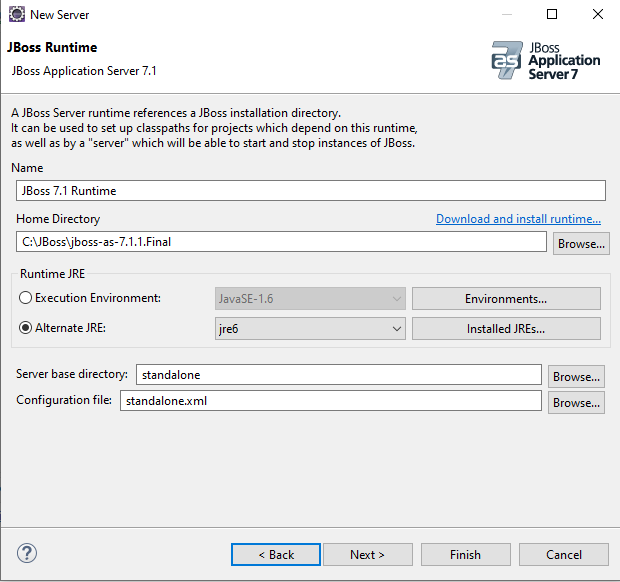 New Server
JBoss Runtime
JBoss Application Server 7.1
as
7
JBoss
Application
Server 7
A JBoss Server runtime references a JBoss installation directory.
It can be used to set up classpaths for projects which depend on this runtime,
as well as by a "server" which will be able to start and stop instances of JBoss.
Name
JBoss 7.1 Runtime
Home Directory
Download and install runtime...
C:\JBoss\jboss-as-7.1.1.Final
Browse...
Runtime JRE
Execution Environment:
JavaSE-1.6
Environments...
Alternate JRE:
jre6
Installed JREs...
Server base directory:
standalone
Browse...
Configuration file:
standalone.xml
Browse...
?
< Back
Next >
Finish
Cancel